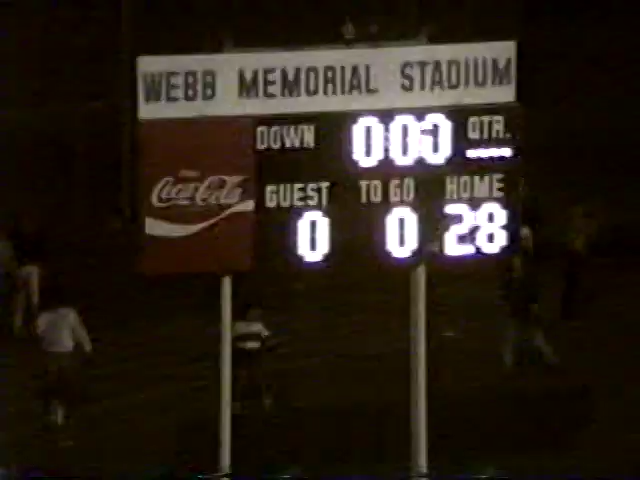 WEBB MEMORIAL STADIUM
DOWN 0:00 QTR.
Coca-Cola
GUEST TO GO HOME
0 0 28